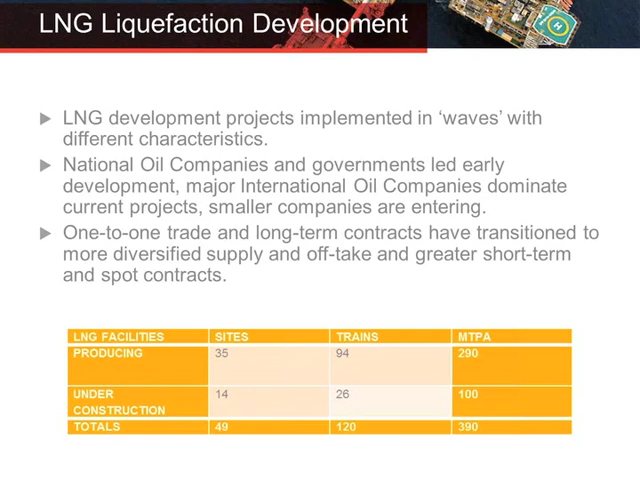 LNG Liquefaction Development
LNG development projects implemented in ‘waves’ with
different characteristics.
National Oil Companies and governments led early
development, major International Oil Companies dominate
current projects, smaller companies are entering.
One-to-one trade and long-term contracts have transitioned to
more diversified supply and off-take and greater short-term
and spot contracts.
LNG FACILITIES SITES TRAINS MTPA
PRODUCING 35 94 290
UNDER CONSTRUCTION 14 26 100
TOTALS 49 120 390